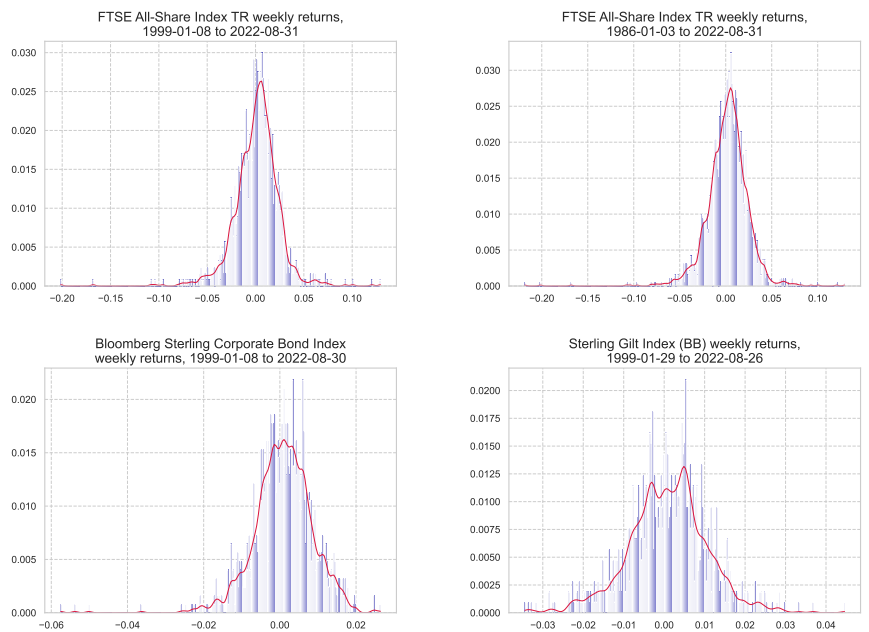 FTSE All-Share Index TR weekly returns,
1999-01-08 to 2022-08-31
0.030
0.025
0.020
0.015
0.010
0.005
0.000
−0.20 −0.15 −0.10 −0.05 0.00 0.05 0.10
FTSE All-Share Index TR weekly returns,
1986-01-03 to 2022-08-31
0.030
0.025
0.020
0.015
0.010
0.005
0.000
−0.20 −0.15 −0.10 −0.05 0.00 0.05 0.10
Bloomberg Sterling Corporate Bond Index
weekly returns, 1999-01-08 to 2022-08-30
0.020
0.015
0.010
0.005
0.000
−0.06 −0.04 −0.02 0.00 0.02
Sterling Gilt Index (BB) weekly returns,
1999-01-29 to 2022-08-26
0.0200
0.0175
0.0150
0.0125
0.0100
0.0075
0.0050
0.0025
0.0000
−0.03 −0.02 −0.01 0.00 0.01 0.02 0.03 0.04